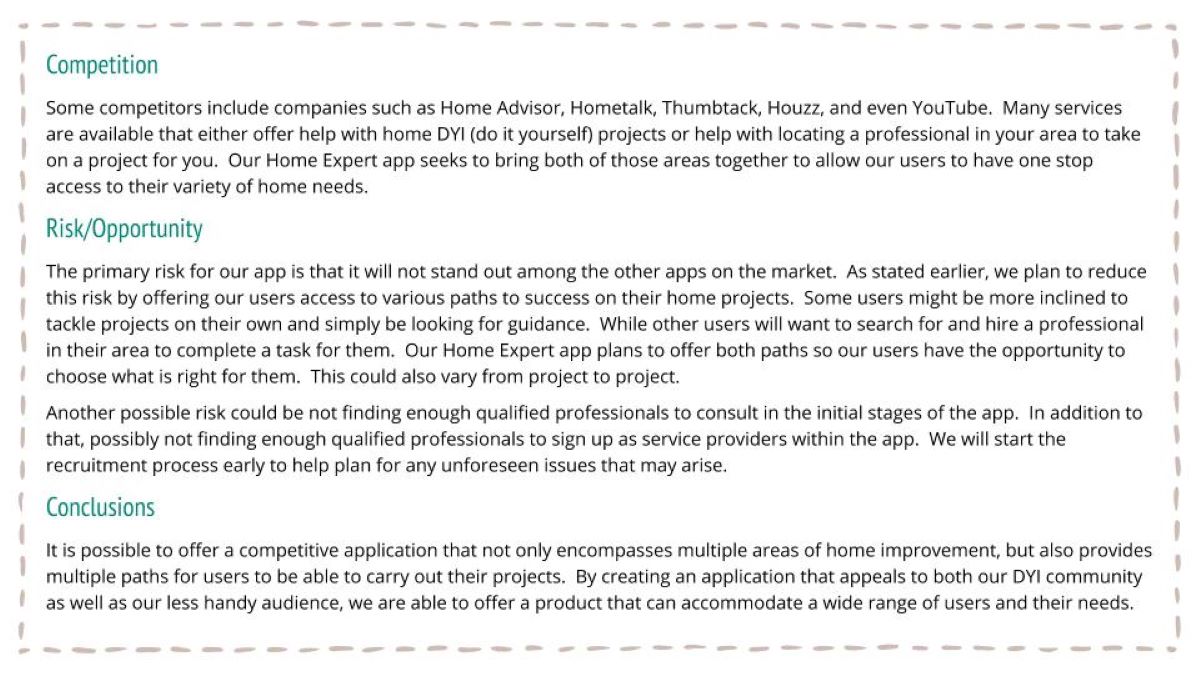 Competition
Some competitors include companies such as Home Advisor, Hometalk, Thumbtack, Houzz, and even YouTube.  Many services
are available that either offer help with home DYI (do it yourself) projects or help with locating a professional in your area to take
on a project for you.  Our Home Expert app seeks to bring both of those areas together to allow our users to have one stop
access to their variety of home needs.
Risk/Opportunity
The primary risk for our app is that it will not stand out among the other apps on the market.  As stated earlier, we plan to reduce
this risk by offering our users access to various paths to success on their home projects.  Some users might be more inclined to
tackle projects on their own and simply be looking for guidance.  While other users will want to search for and hire a professional
in their area to complete a task for them.  Our Home Expert app plans to offer both paths so our users have the opportunity to
choose what is right for them.  This could also vary from project to project.
Another possible risk could be not finding enough qualified professionals to consult in the initial stages of the app.  In addition to
that, possibly not finding enough qualified professionals to sign up as service providers within the app.  We will start the
recruitment process early to help plan for any unforeseen issues that may arise.
Conclusions
It is possible to offer a competitive application that not only encompasses multiple areas of home improvement, but also provides
multiple paths for users to be able to carry out their projects.  By creating an application that appeals to both our DYI community
as well as our less handy audience, we are able to offer a product that can accommodate a wide range of users and their needs.